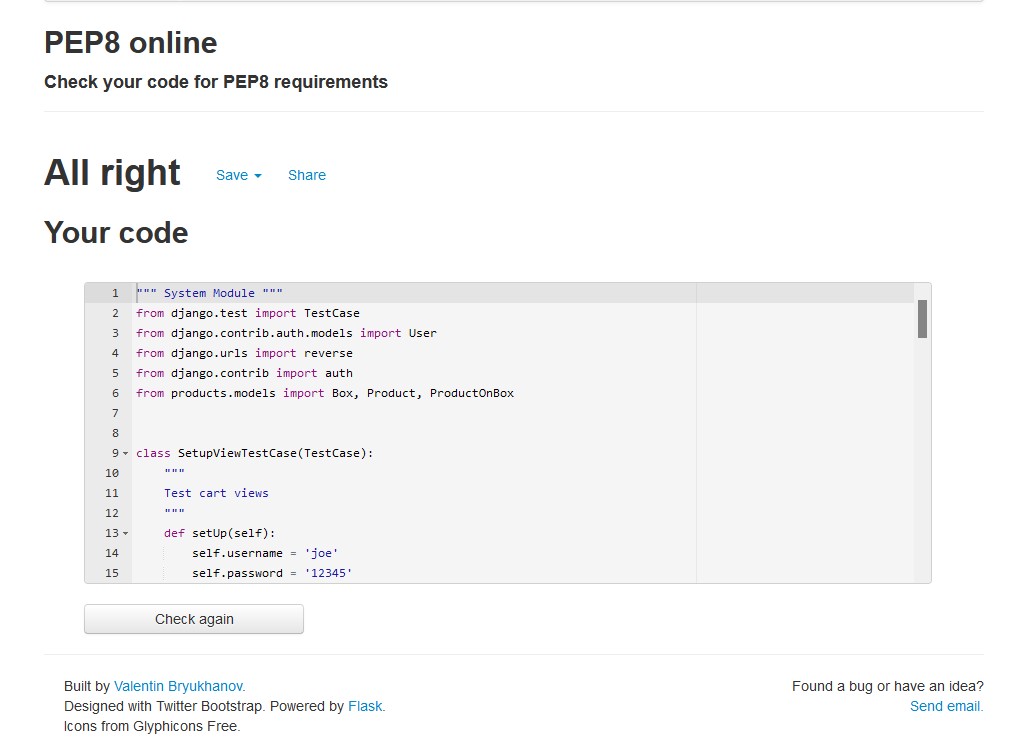 PEP8 online
Check your code for PEP8 requirements
All right Save Share
Your code
1 """ System Module """
2 from django.test import TestCase
3 from django.contrib.auth.models import User
4 from django.urls import reverse
5 from django.contrib import auth
6 from products.models import Box, Product, ProductOnBox
7
8
9 class SetupViewTestCase(TestCase):
10 """
11 Test cart views
12 """
13 def setUp(self):
14 self.username = 'joe'
15 self.password = '12345'
Check again
Built by Valentin Bryukhanov. Found a bug or have an idea?
Designed with Twitter Bootstrap. Powered by Flask. Send email.
Icons from Glyphicons Free.